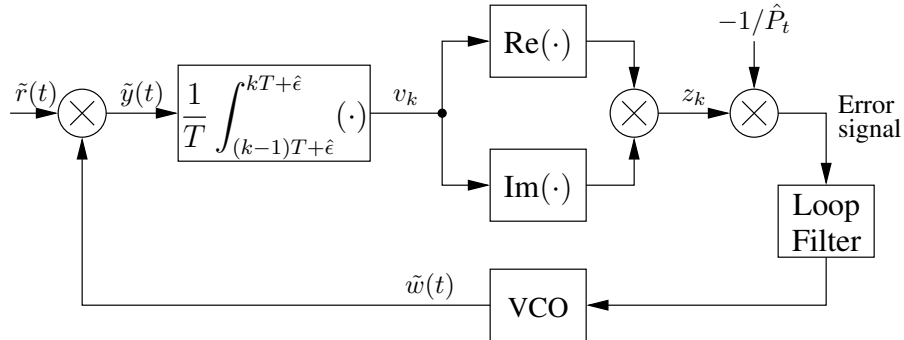 −1/P̂_t
Re(·)
r̃(t)
ỹ(t)
1/T ∫_{(k−1)T+ε̂}^{kT+ε̂} (·)
v_k
z_k
Error
signal
Im(·)
Loop
Filter
w̃(t)
VCO